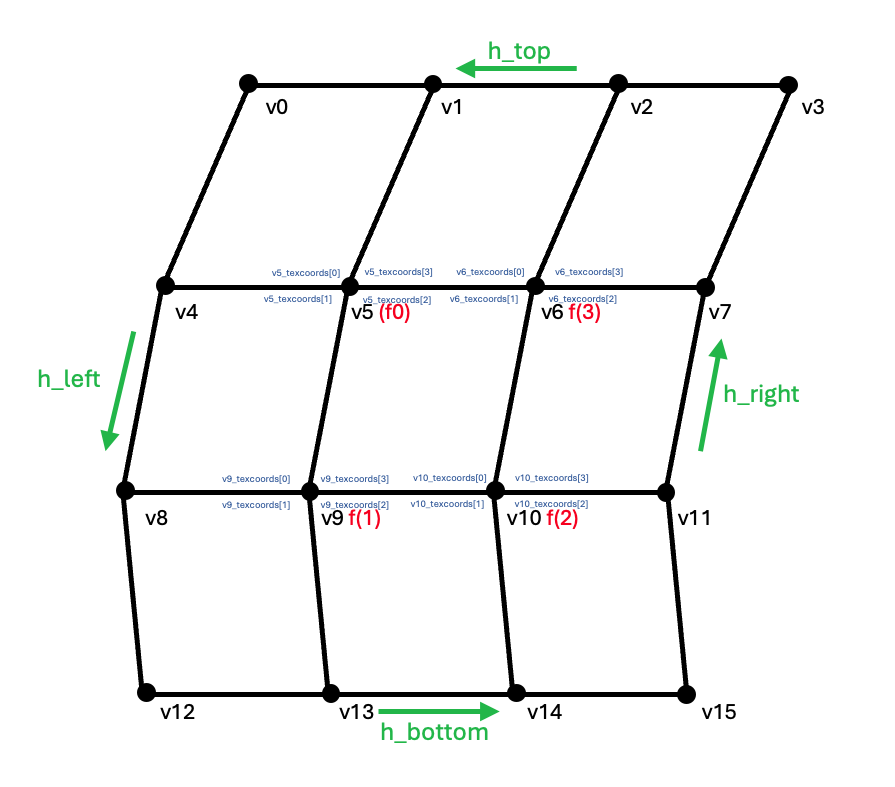 h_top
v0
v1
v2
v3
v5_texcoords[0]
v5_texcoords[3]
v6_texcoords[0]
v6_texcoords[3]
v5_texcoords[1]
v5_texcoords[2]
v6_texcoords[1]
v6_texcoords[2]
v4
v5 (f0)
v6 f(3)
v7
h_left
h_right
v9_texcoords[0]
v9_texcoords[3]
v10_texcoords[0]
v10_texcoords[3]
v9_texcoords[1]
v9_texcoords[2]
v10_texcoords[1]
v10_texcoords[2]
v8
v9 f(1)
v10 f(2)
v11
v12
v13
v14
v15
h_bottom